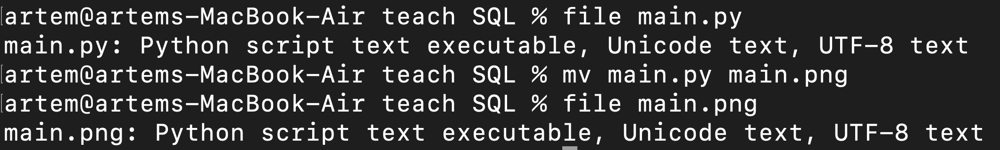 artem@artems-MacBook-Air teach SQL % file main.py
main.py: Python script text executable, Unicode text, UTF-8 text
artem@artems-MacBook-Air teach SQL % mv main.py main.png
artem@artems-MacBook-Air teach SQL % file main.png
main.png: Python script text executable, Unicode text, UTF-8 text